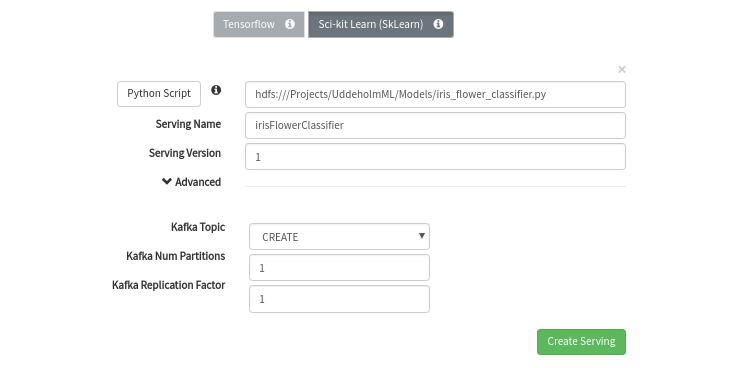 Tensorflow Sci-kit Learn (SkLearn)
×
Python Script hdfs:///Projects/UddeholmML/Models/iris_flower_classifier.py
Serving Name irisFlowerClassifier
Serving Version 1
Advanced
Kafka Topic CREATE
Kafka Num Partitions 1
Kafka Replication Factor 1
Create Serving